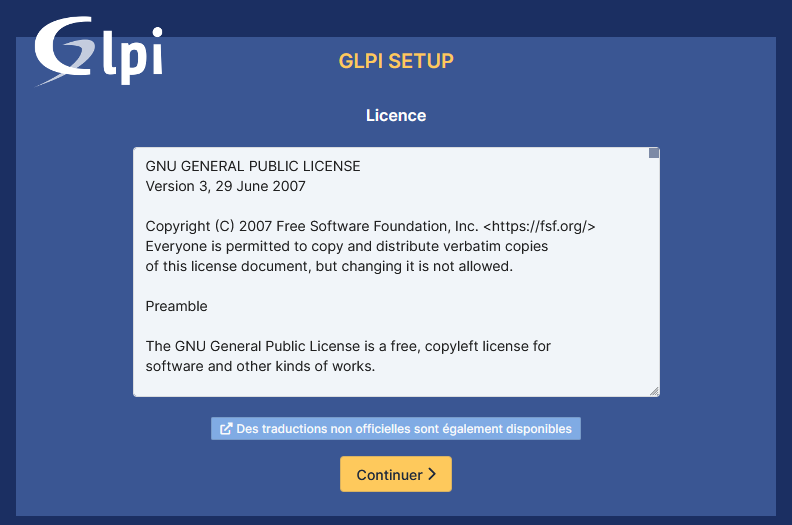 Glpi
GLPI SETUP
Licence
GNU GENERAL PUBLIC LICENSE
Version 3, 29 June 2007
Copyright (C) 2007 Free Software Foundation, Inc. <https://fsf.org/>
Everyone is permitted to copy and distribute verbatim copies
of this license document, but changing it is not allowed.
Preamble
The GNU General Public License is a free, copyleft license for
software and other kinds of works.
Des traductions non officielles sont également disponibles
Continuer